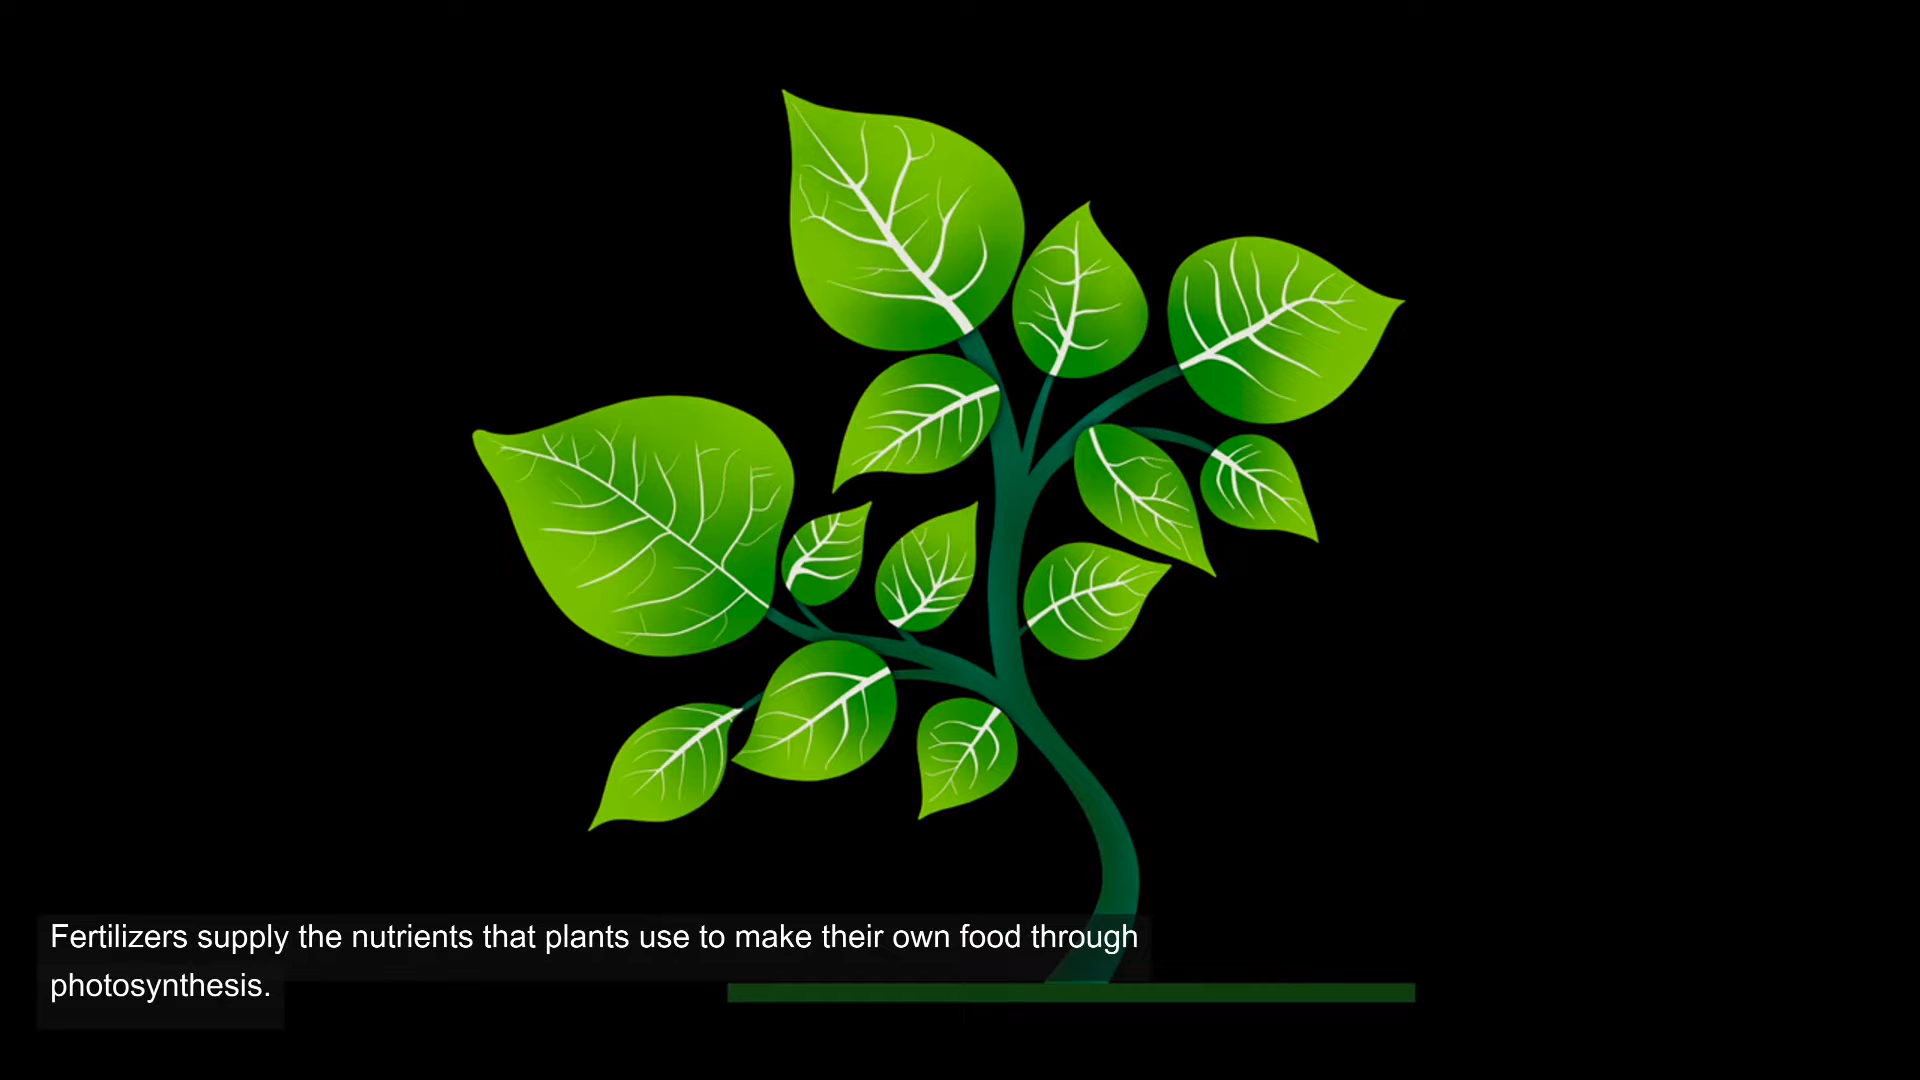 Fertilizers supply the nutrients that plants use to make their own food through
photosynthesis.